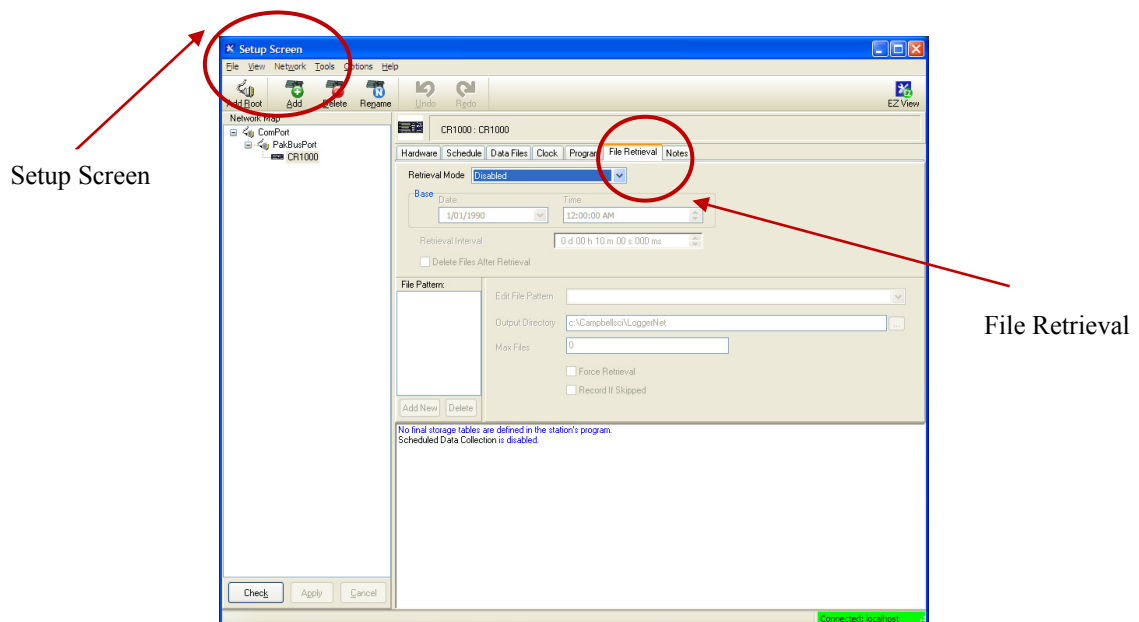 Setup Screen
File View Network Tools Options Help
Add Root Add Delete Rename Undo Redo EZ View
Network Map
ComPort
PakBusPort
CR1000
CR1000 : CR1000
Hardware Schedule Data Files Clock Program File Retrieval Notes
Retrieval Mode Disabled
Base
Date Time
1/01/1990 12:00:00 AM
Retrieval Interval 0 d 00 h 10 m 00 s 000 ms
Delete Files After Retrieval
File Pattern:
Edit File Pattern
Output Directory c:\Campbellsci\LoggerNet ...
Max Files 0
Force Retrieval
Record If Skipped
Add New Delete
No final storage tables are defined in the station's program.
Scheduled Data Collection is disabled.
Check Apply Cancel
Connected: localhost
Setup Screen
File Retrieval